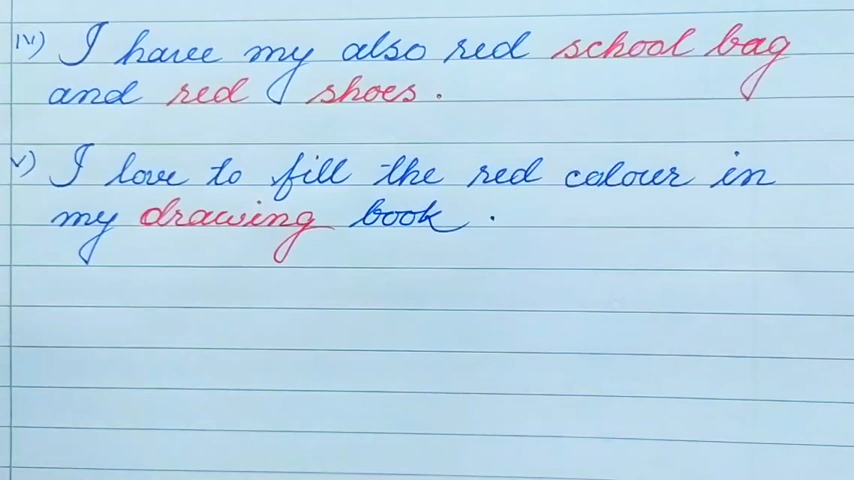 IV) I have my also red school bag
and red shoes.
V) I love to fill the red colour in
my drawing book.